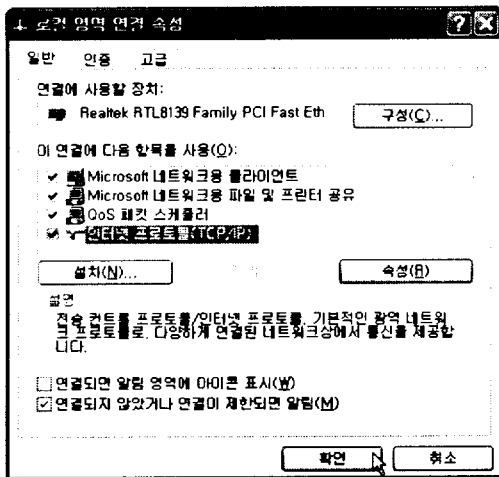 로컬 영역 연결 속성
일반 인증 고급
연결에 사용할 장치:
Realtek RTL8139 Family PCI Fast Eth 구성(C)...
이 연결에 다음 항목를 사용(O):
Microsoft 네트워크용 클라이언트
Microsoft 네트워크용 파일 및 프린터 공유
QoS 패킷 스케줄러
인터넷 프로토콜(TCP/IP)
설치(N)... 속성(R)
설명
전송 컨트롤 프로토콜/인터넷 프로토콜. 기본적인 광역 네트워
크 프로토콜로, 다양하게 연결된 네트워크상에서 통신을 제공합
니다.
연결되면 알림 영역에 아이콘 표시(W)
연결되지 않았거나 연결이 제한되면 알림(M)
확인 취소